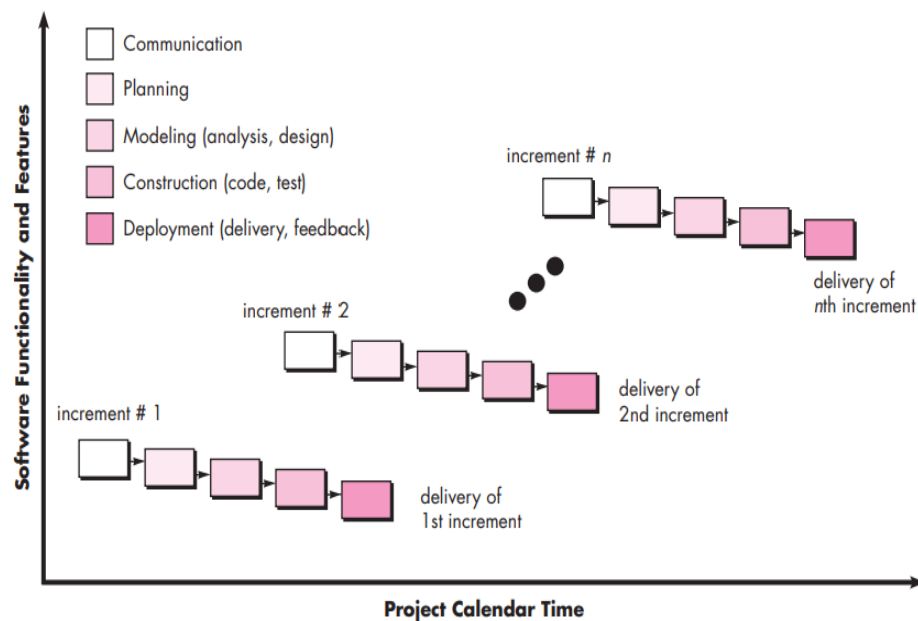 Software Functionality and Features
Communication
Planning
Modeling (analysis, design)
Construction (code, test)
Deployment (delivery, feedback)
increment # n
delivery of
nth increment
increment # 2
delivery of
2nd increment
increment # 1
delivery of
1st increment
Project Calendar Time